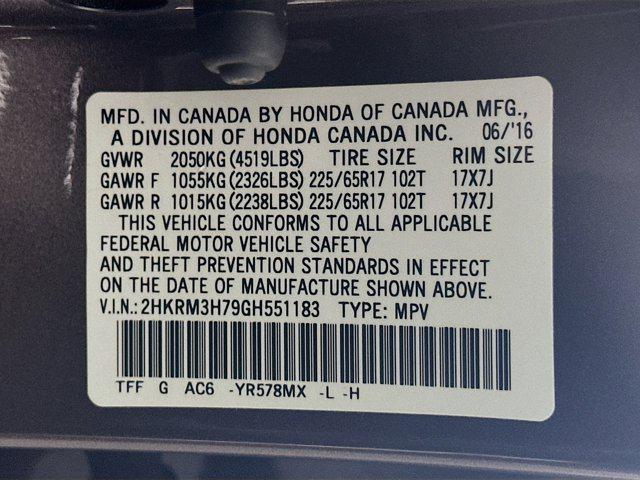 MFD. IN CANADA BY HONDA OF CANADA MFG.,
A DIVISION OF HONDA CANADA INC. 06/'16
GVWR 2050KG (4519LBS) TIRE SIZE RIM SIZE
GAWR F 1055KG (2326LBS) 225/65R17 102T 17X7J
GAWR R 1015KG (2238LBS) 225/65R17 102T 17X7J
THIS VEHICLE CONFORMS TO ALL APPLICABLE
FEDERAL MOTOR VEHICLE SAFETY
AND THEFT PREVENTION STANDARDS IN EFFECT
ON THE DATE OF MANUFACTURE SHOWN ABOVE.
V.I.N.: 2HKRM3H79GH551183 TYPE: MPV
TFF G AC6 -YR578MX -L -H